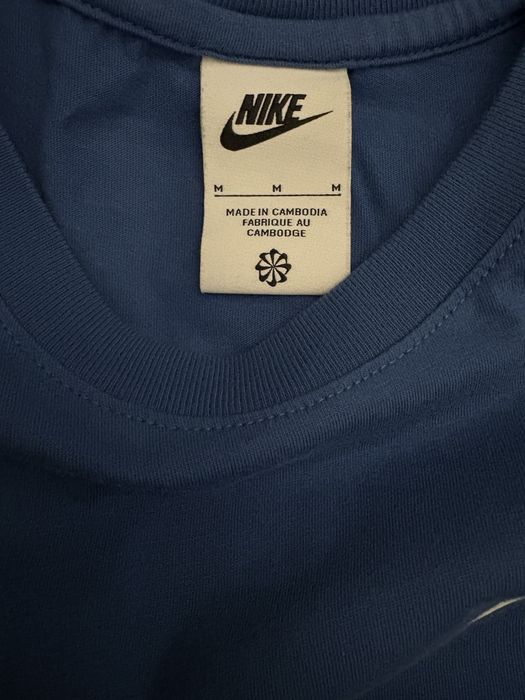 NIKE
M M M
MADE IN CAMBODIA
FABRIQUE AU
CAMBODGE